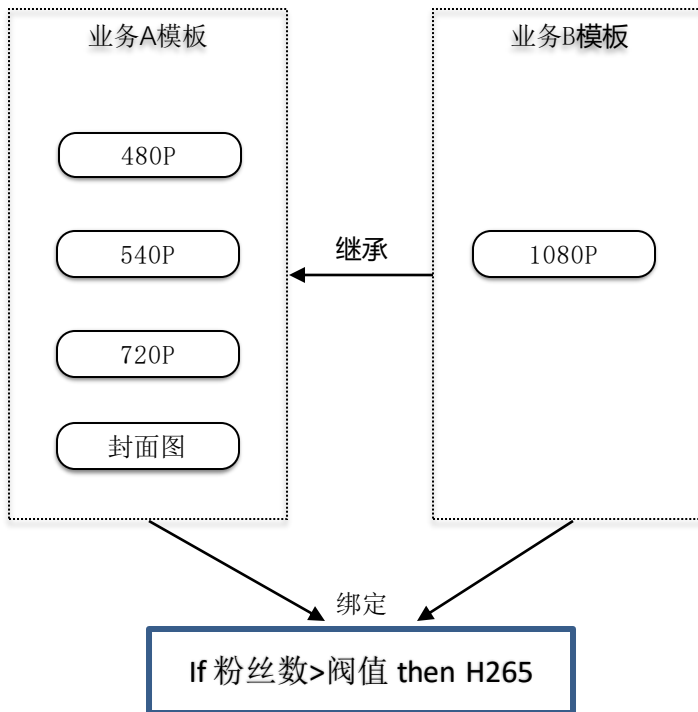 业务A模板
480P
540P
720P
封面图
继承
业务B模板
1080P
绑定
If 粉丝数>阀值 then H265